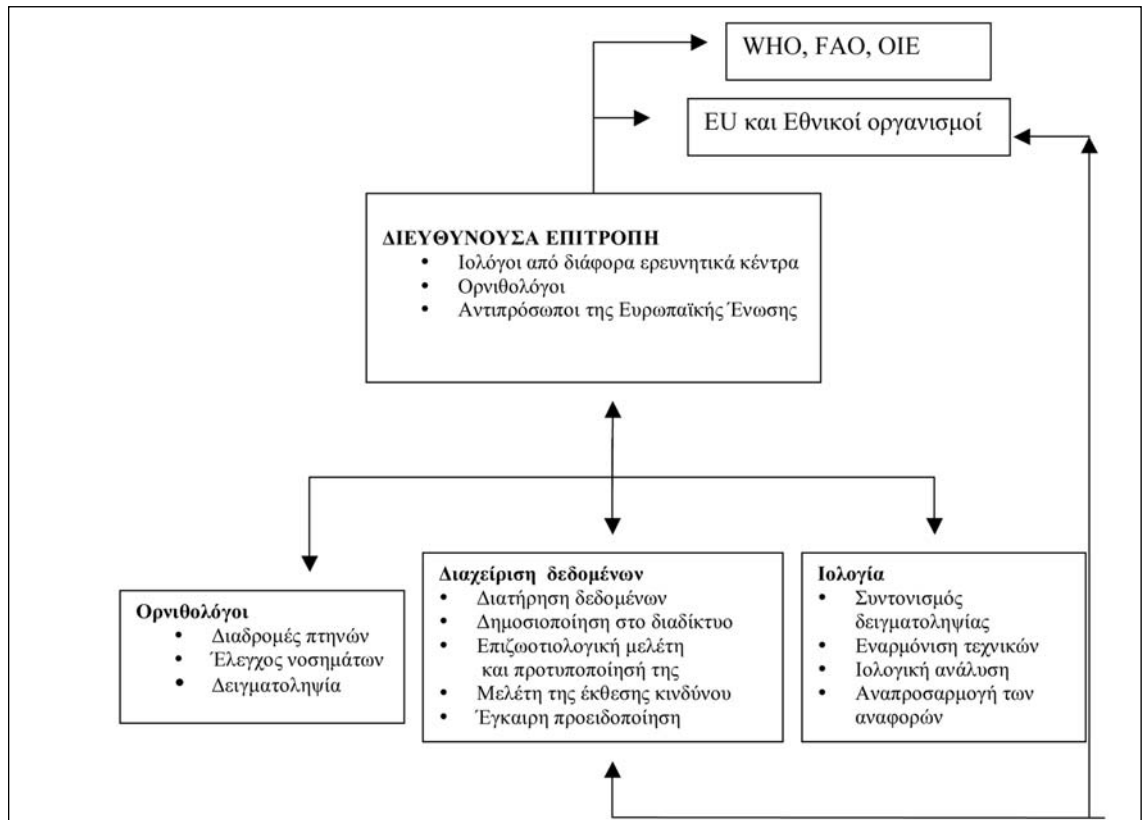 WHO, FAO, OIE
EU και Εθνικοί οργανισμοί
ΔΙΕΥΘΥΝΟΥΣΑ ΕΠΙΤΡΟΠΗ
• Ιολόγοι από διάφορα ερευνητικά κέντρα
• Ορνιθολόγοι
• Αντιπρόσωποι της Ευρωπαϊκής Ένωσης
Ορνιθολόγοι
• Διαδρομές πτηνών
• Έλεγχος νοσημάτων
• Δειγματοληψία
Διαχείριση δεδομένων
• Διατήρηση δεδομένων
• Δημοσιοποίηση στο διαδίκτυο
• Επιζωοτιολογική μελέτη
και προτυποποίησή της
• Μελέτη της έκθεσης κινδύνου
• Έγκαιρη προειδοποίηση
Ιολογία
• Συντονισμός
δειγματοληψίας
• Εναρμόνιση τεχνικών
• Ιολογική ανάλυση
• Αναπροσαρμογή των
αναφορών